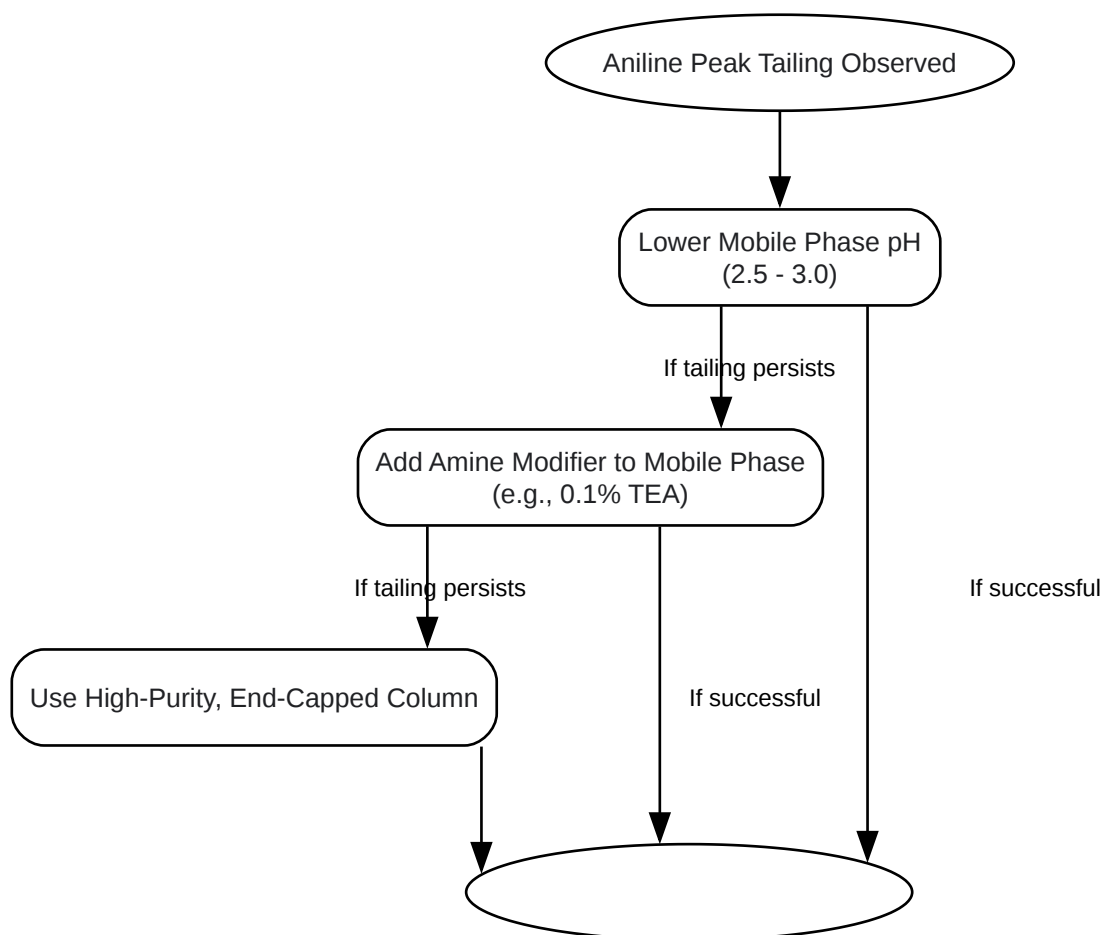 Aniline Peak Tailing Observed
Lower Mobile Phase pH
(2.5 - 3.0)
If tailing persists
Add Amine Modifier to Mobile Phase
(e.g., 0.1% TEA)
If tailing persists
If successful
Use High-Purity, End-Capped Column
If successful